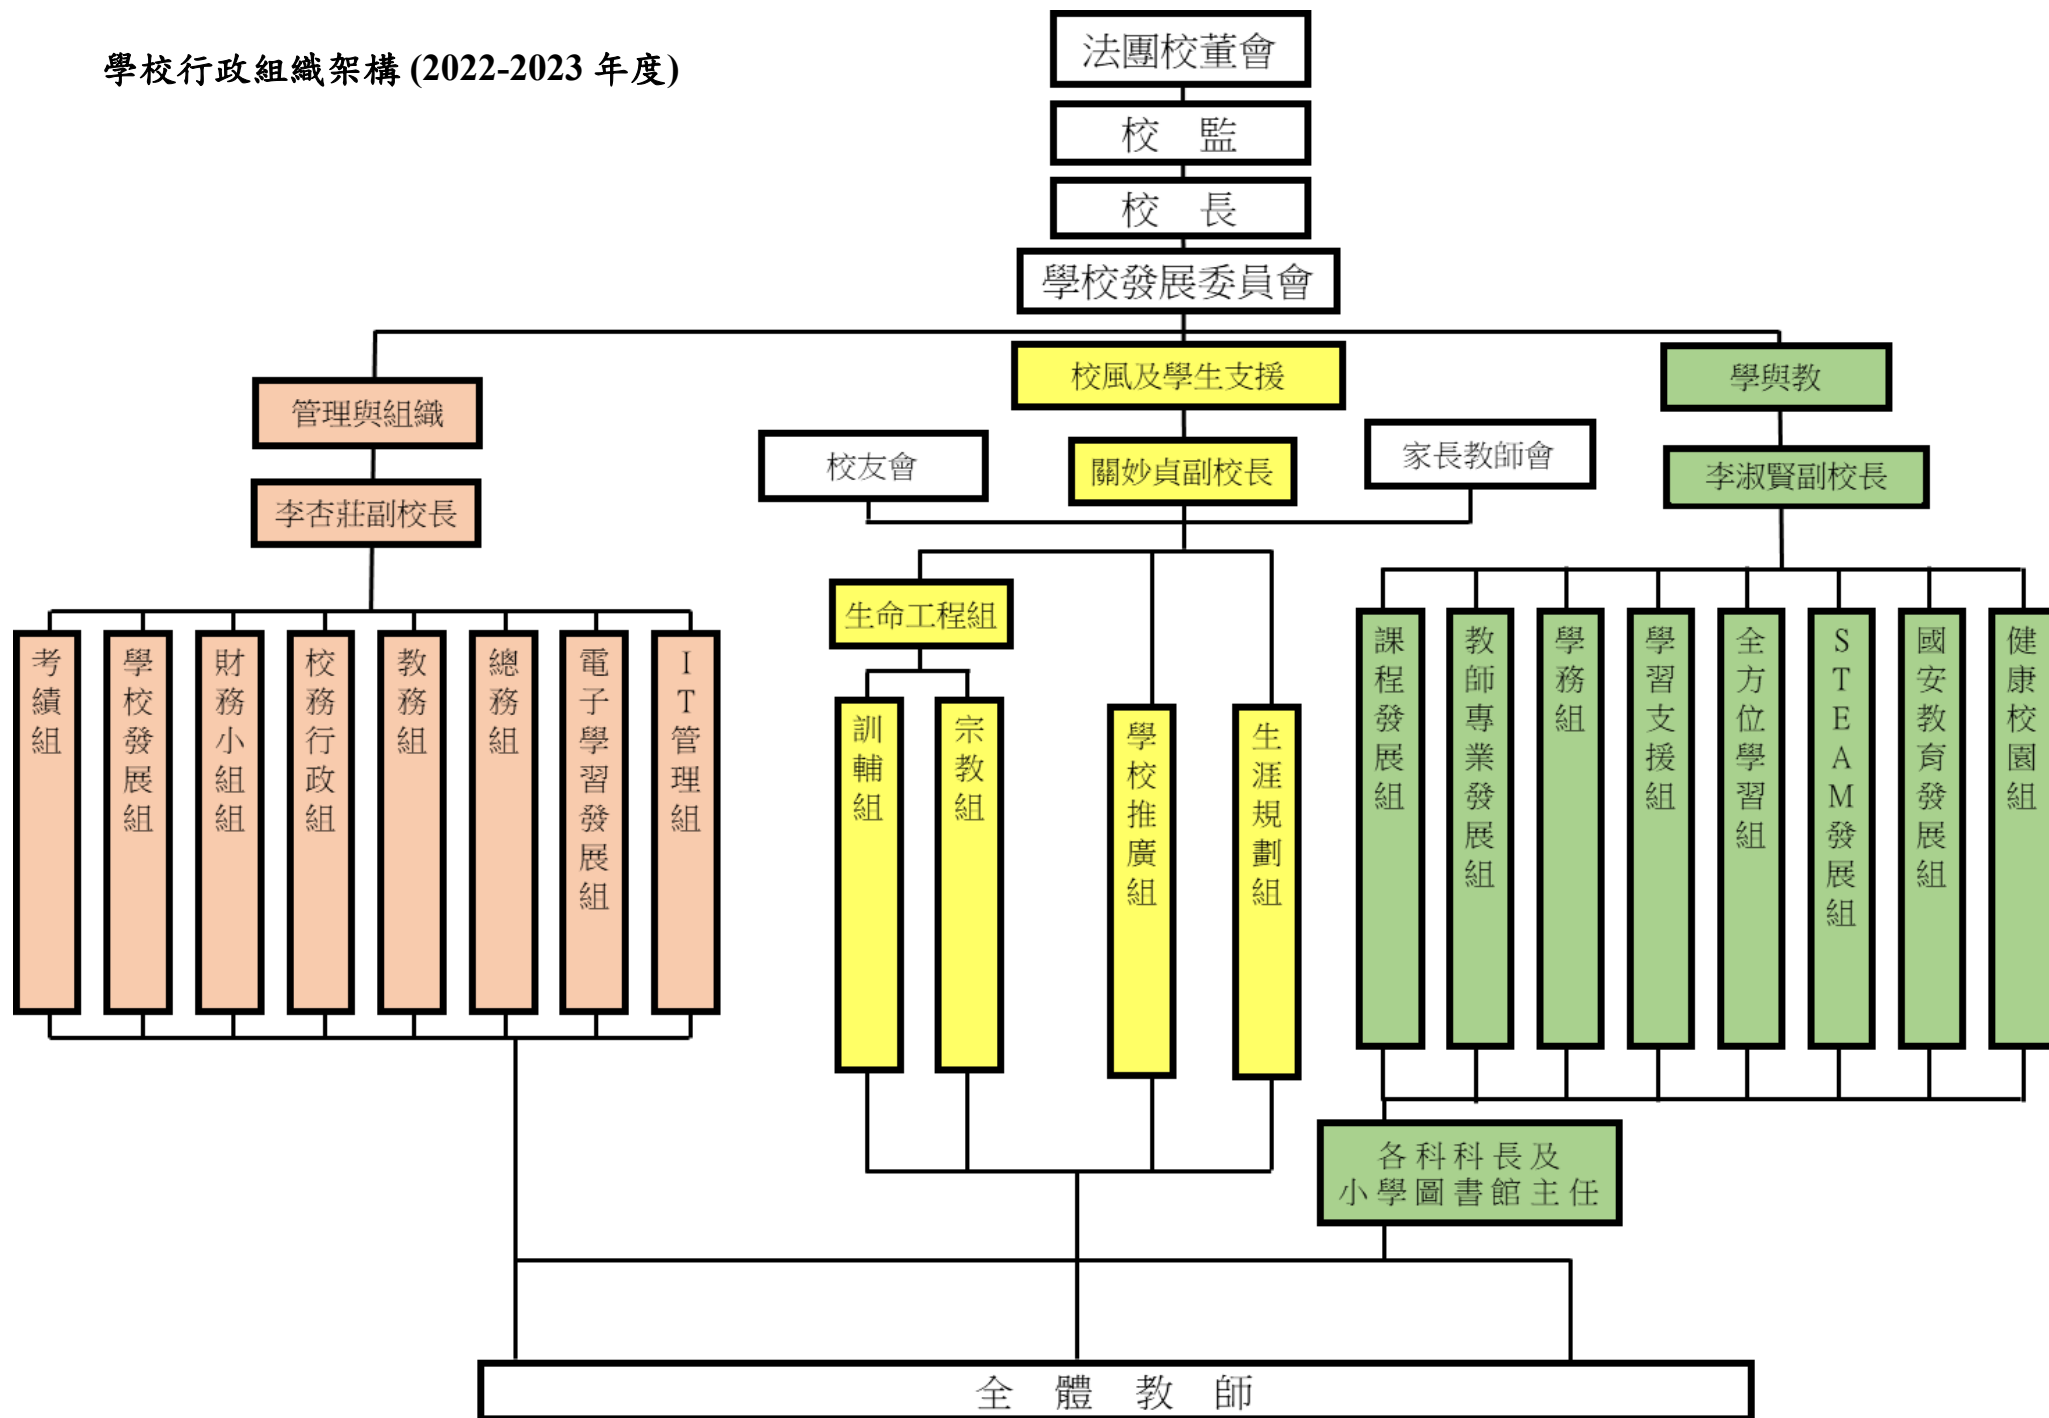 學校行政組織架構 (2022-2023 年度)
法團校董會
校 監
校 長
學校發展委員會
管理與組織
校風及學生支援
學與教
李杏莊副校長
校友會
關妙貞副校長
家長教師會
李淑賢副校長
考績組
學校發展組
財務小組組
校務行政組
教務組
總務組
電子學習發展組
IT管理組
生命工程組
訓輔組
宗教組
學校推廣組
生涯規劃組
課程發展組
教師專業發展組
學務組
學習支援組
全方位學習組
STEAM發展組
國安教育發展組
健康校園組
各科科長及
小學圖書館主任
全 體 教 師